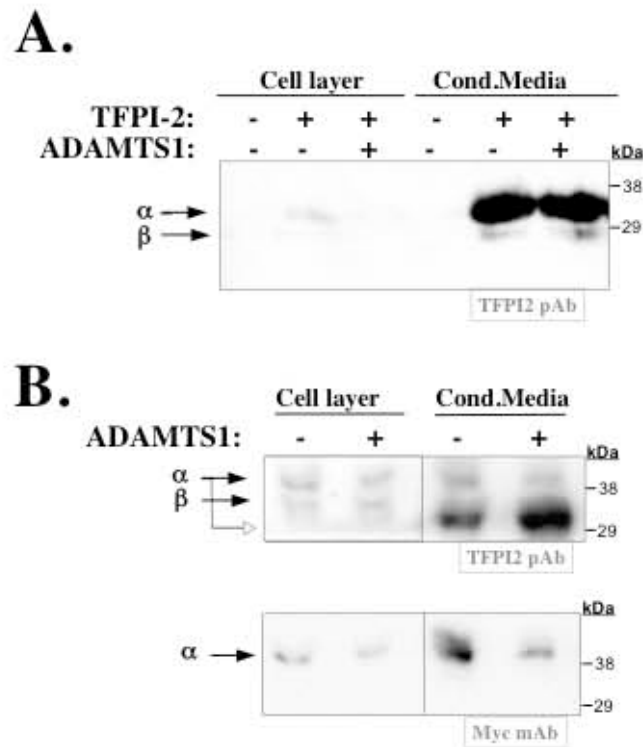 A.
Cell layer Cond.Media
TFPI-2: - + + - + +
ADAMTS1: - - + - - +
kDa
α
β
-38
-29
TFPI2 pAb
B.
Cell layer Cond.Media
ADAMTS1: - + - +
kDa
α
β
-38
-29
TFPI2 pAb
kDa
α
-38
-29
Myc mAb